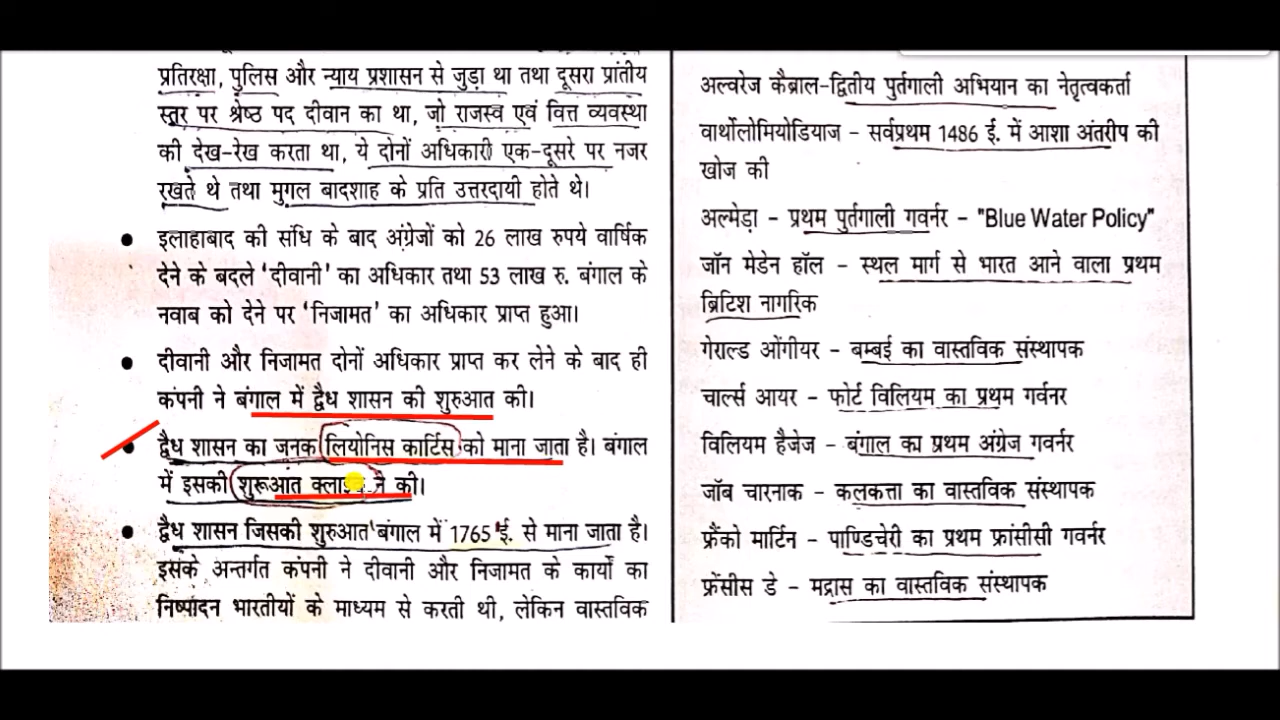 प्रतिरक्षा, पुलिस और न्याय प्रशासन से जुड़ा था तथा दूसरा प्रांतीय
स्तर पर श्रेष्ठ पद दीवान का था, जो राजस्व एवं वित्त व्यवस्था
की देख-रेख करता था, ये दोनों अधिकारी एक-दूसरे पर नजर
रखते थे तथा मुगल बादशाह के प्रति उत्तरदायी होते थे।
• इलाहाबाद की संधि के बाद अंग्रेजों को 26 लाख रुपये वार्षिक
देने के बदले 'दीवानी' का अधिकार तथा 53 लाख रु. बंगाल के
नवाब को देने पर 'निजामत' का अधिकार प्राप्त हुआ।
• दीवानी और निजामत दोनों अधिकार प्राप्त कर लेने के बाद ही
कंपनी ने बंगाल में द्वैध शासन की शुरुआत की।
• द्वैध शासन का जनक लियोनिस कार्टिस को माना जाता है। बंगाल
में इसकी शुरूआंत ने की।
• द्वैध शासन जिसकी शुरुआत बंगाल में 1765 ई. से माना जाता है।
इसके अन्तर्गत कंपनी ने दीवानी और निजामत के कार्यों का
निष्पादन भारतीयों के माध्यम से करती थी, लेकिन वास्तविक
अल्वरेज कैब्राल-द्वितीय पुर्तगाली अभियान का नेतृत्वकर्ता
वार्थोलोमियोडियाज - सर्वप्रथम 1486 ई. में आशा अंतरीप की
खोज की
अल्मेड़ा - प्रथम पुर्तगाली गवर्नर - "Blue Water Policy"
जॉन मेडेन हॉल - स्थल मार्ग से भारत आने वाला प्रथम
ब्रिटिश नागरिक
गेराल्ड ओंगीयर - बम्बई का वास्तविक संस्थापक
चार्ल्स आयर - फोर्ट विलियम का प्रथम गर्वनर
विलियम हैजेज - बंगाल का प्रथम अंग्रेज गवर्नर
जॉब चारनाक - कलकत्ता का वास्तविक संस्थापक
फ्रैंको मार्टिन - पाण्डिचेरी का प्रथम फ्रांसीसी गवर्नर
फ्रेंसीस डे - मद्रास का वास्तविक संस्थापक